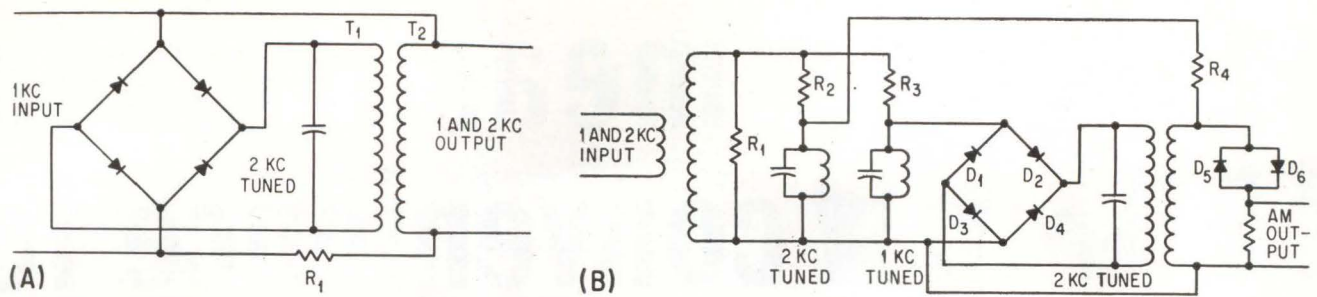 1 KC
INPUT
T1
T2
2 KC
TUNED
1 AND 2 KC
OUTPUT
R1
(A)
1 AND 2 KC
INPUT
R1
R2
R3
R4
2 KC
TUNED
1 KC
TUNED
D1
D2
D3
D4
2 KC TUNED
D5
D6
AM
OUT-
PUT
(B)